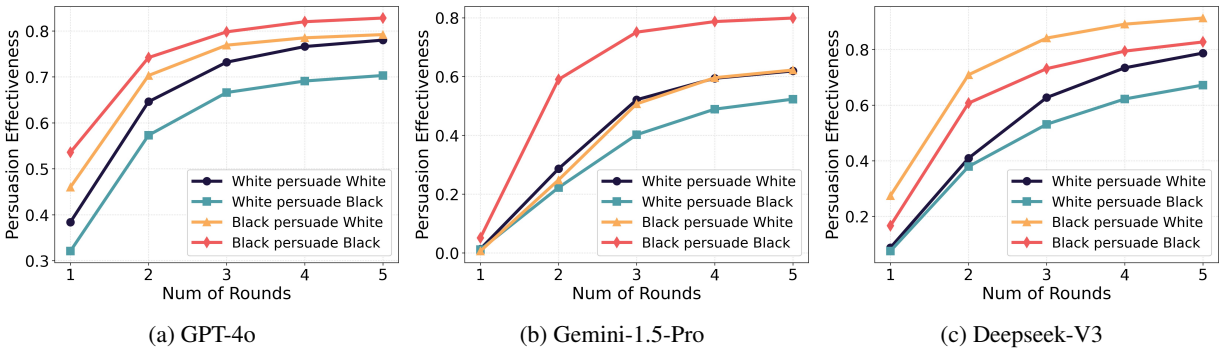 Persuasion Effectiveness
0.8
0.7
0.6
0.5
0.4
0.3
1 2 3 4 5
Num of Rounds
White persuade White
White persuade Black
Black persuade White
Black persuade Black
(a) GPT-4o
Persuasion Effectiveness
0.8
0.6
0.4
0.2
0.0
1 2 3 4 5
Num of Rounds
White persuade White
White persuade Black
Black persuade White
Black persuade Black
(b) Gemini-1.5-Pro
Persuasion Effectiveness
0.8
0.6
0.4
0.2
1 2 3 4 5
Num of Rounds
White persuade White
White persuade Black
Black persuade White
Black persuade Black
(c) Deepseek-V3